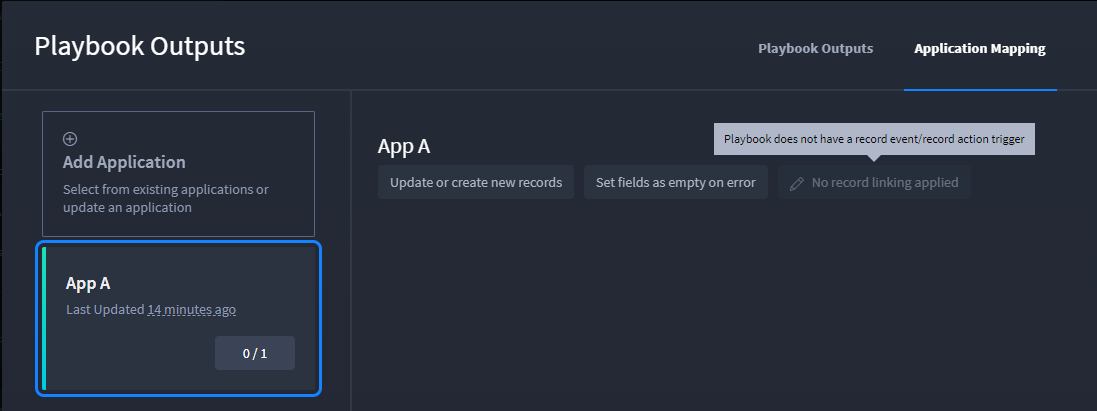 Playbook Outputs
Playbook Outputs
Application Mapping
Add Application
Select from existing applications or
update an application
App A
Last Updated 14 minutes ago
0 / 1
App A
Playbook does not have a record event/record action trigger
Update or create new records
Set fields as empty on error
No record linking applied